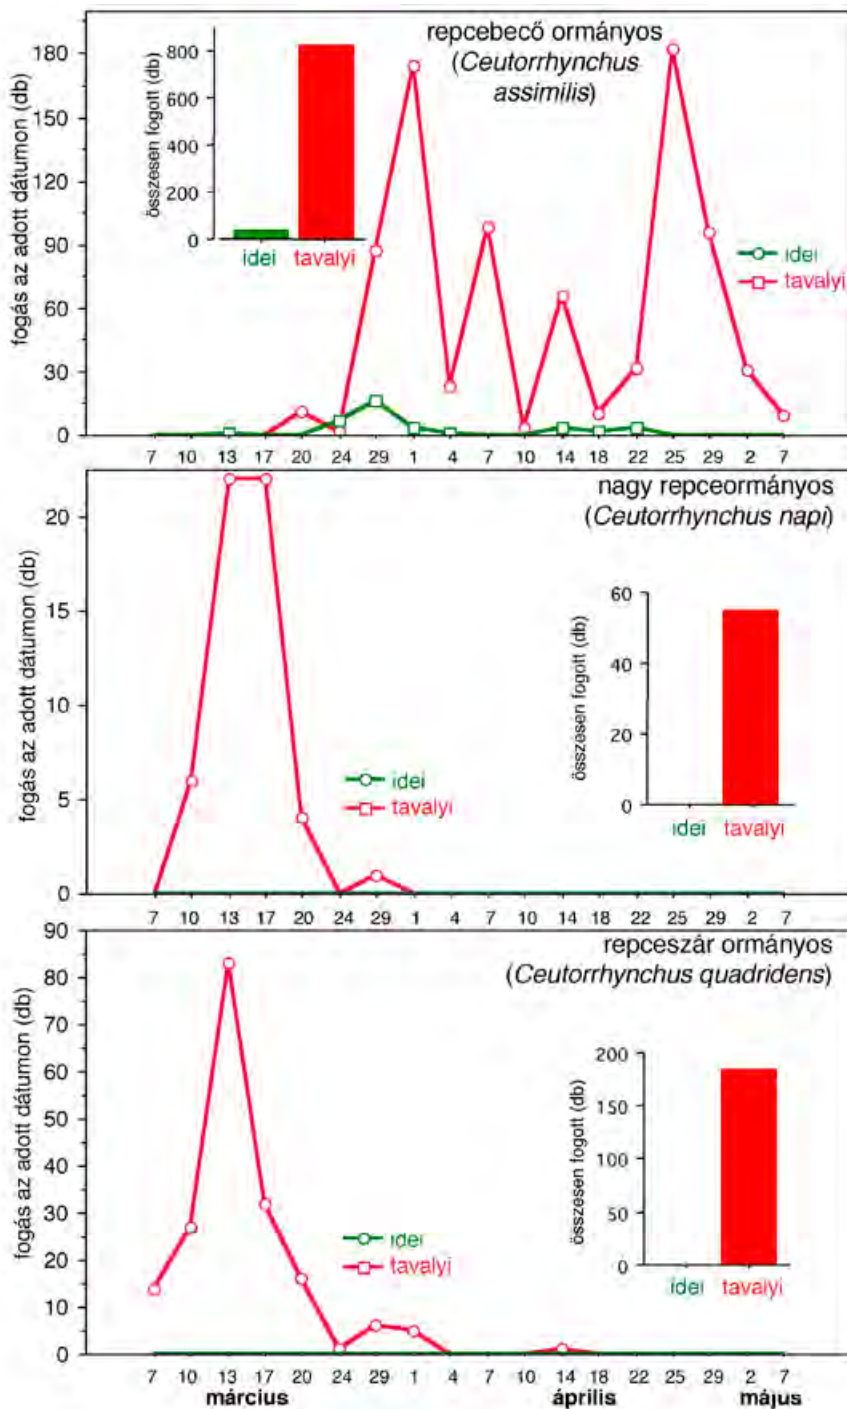 repcebecő ormányos
(Ceutorrhynchus
assimilis)
fogás az adott dátumon (db)
180
150
120
90
60
30
0
összesen fogott (db)
800
600
400
200
0
idei tavalyi
idei
tavalyi
7 10 13 17 20 24 29 1 4 7 10 14 18 22 25 29 2 7
nagy repceormányos
(Ceutorrhynchus napi)
fogás az adott dátumon (db)
20
15
10
5
0
összesen fogott (db)
60
40
20
0
idei tavalyi
idei
tavalyi
7 10 13 17 20 24 29 1 4 7 10 14 18 22 25 29 2 7
repceszár ormányos
(Ceutorrhynchus quadridens)
fogás az adott dátumon (db)
90
80
70
60
50
40
30
20
10
0
összesen fogott (db)
200
150
100
50
0
idei tavalyi
idei
tavalyi
7 10 13 17 20 24 29 1 4 7 10 14 18 22 25 29 2 7
március április május